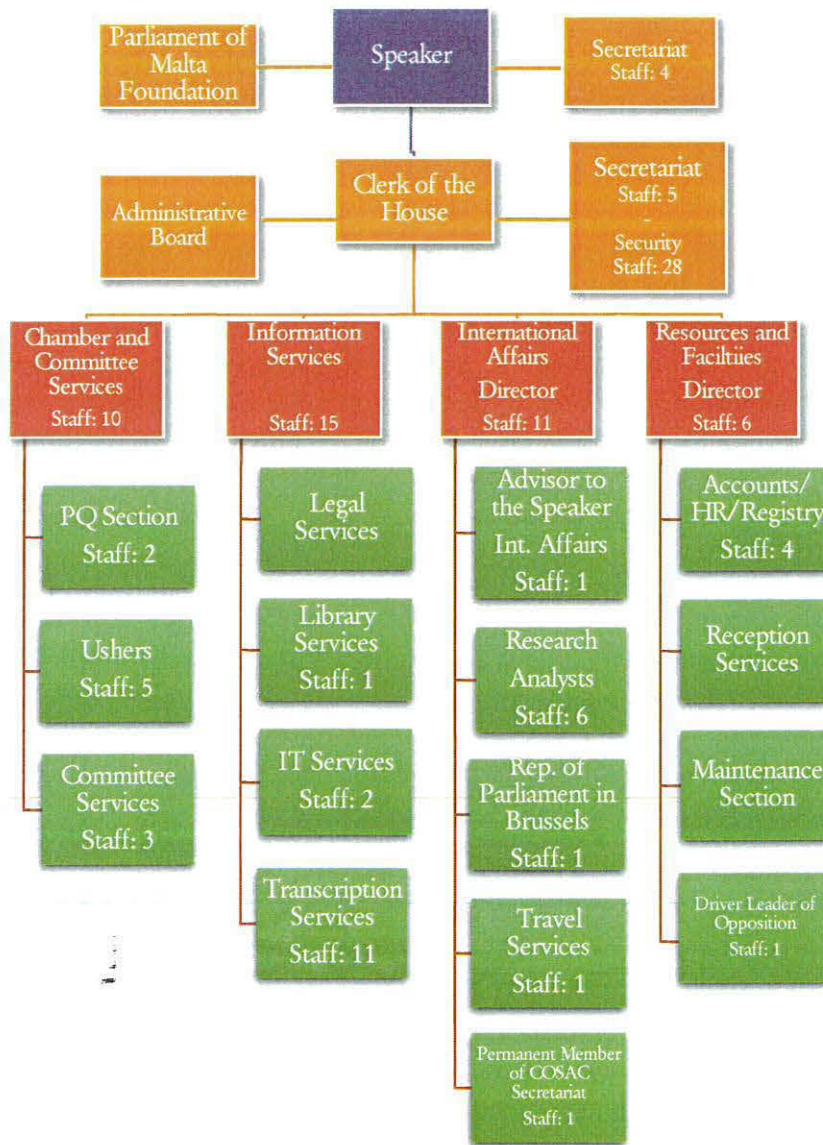 Parliament of
Malta
Foundation
Speaker
Secretariat
Staff: 4
Administrative
Board
Clerk of the
House
Secretariat
Staff: 5
-
Security
Staff: 28
Chamber and
Committee
Services
Staff: 10
Information
Services
Staff: 15
International
Affairs
Director
Staff: 11
Resources and
Faciltiies
Director
Staff: 6
PQ Section
Staff: 2
Ushers
Staff: 5
Committee
Services
Staff: 3
Legal
Services
Library
Services
Staff: 1
IT Services
Staff: 2
Transcription
Services
Staff: 11
Advisor to
the Speaker
Int. Affairs
Staff: 1
Research
Analysts
Staff: 6
Rep. of
Parliament in
Brussels
Staff: 1
Travel
Services
Staff: 1
Permanent Member
of COSAC
Secretariat
Staff: 1
Accounts/
HR/Registry
Staff: 4
Reception
Services
Maintenance
Section
Driver Leader of
Opposition
Staff: 1